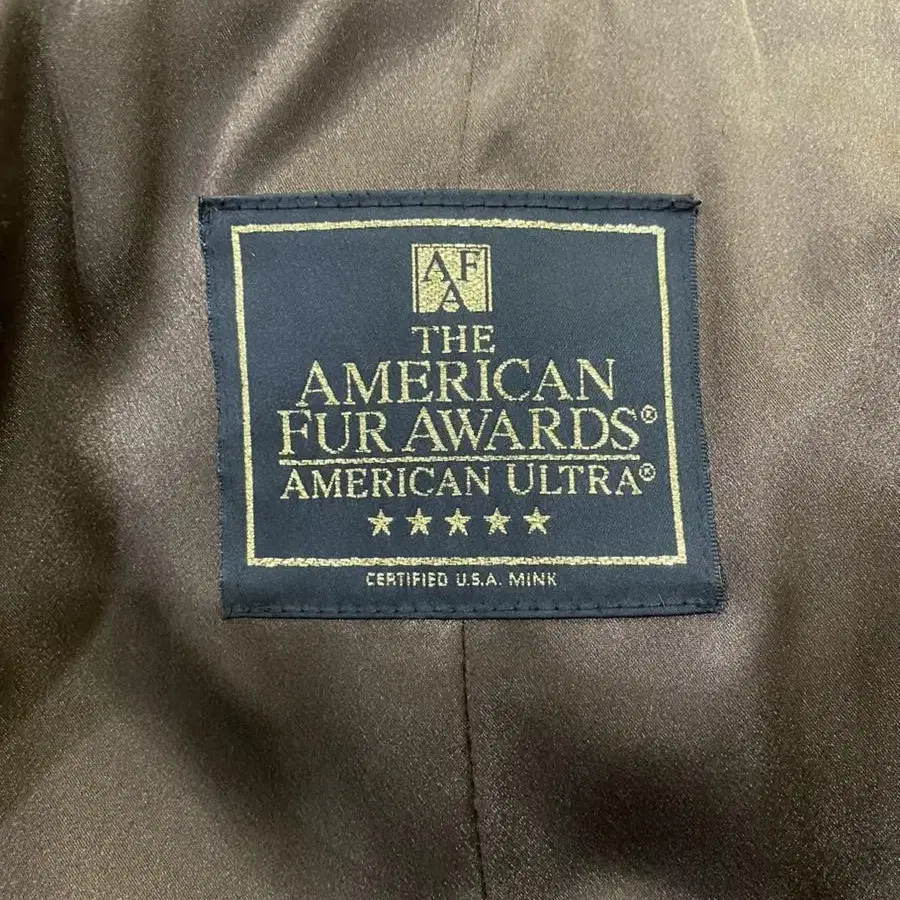 AFA
THE
AMERICAN
FUR AWARDS®
AMERICAN ULTRA®
★★★★★
CERTIFIED U.S.A. MINK